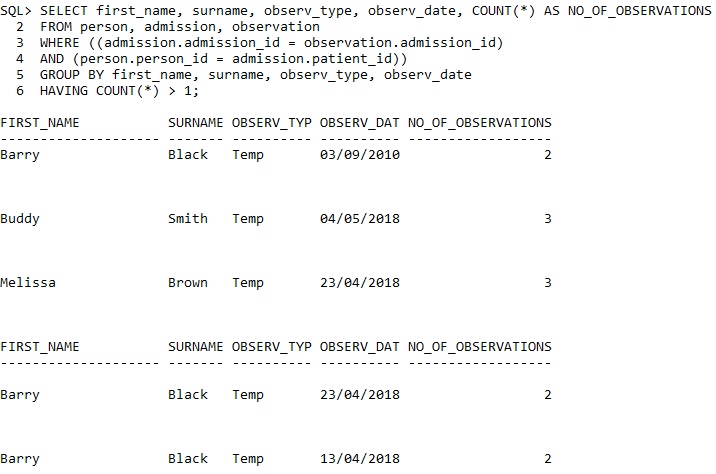 SQL> SELECT first_name, surname, observ_type, observ_date, COUNT(*) AS NO_OF_OBSERVATIONS
2 FROM person, admission, observation
3 WHERE ((admission.admission_id = observation.admission_id)
4 AND (person.person_id = admission.patient_id))
5 GROUP BY first_name, surname, observ_type, observ_date
6 HAVING COUNT(*) > 1;
FIRST_NAME SURNAME OBSERV_TYP OBSERV_DAT NO_OF_OBSERVATIONS
-------------------- ------- ---------- ---------- ------------------
Barry Black Temp 03/09/2010 2
Buddy Smith Temp 04/05/2018 3
Melissa Brown Temp 23/04/2018 3
FIRST_NAME SURNAME OBSERV_TYP OBSERV_DAT NO_OF_OBSERVATIONS
-------------------- ------- ---------- ---------- ------------------
Barry Black Temp 23/04/2018 2
Barry Black Temp 13/04/2018 2